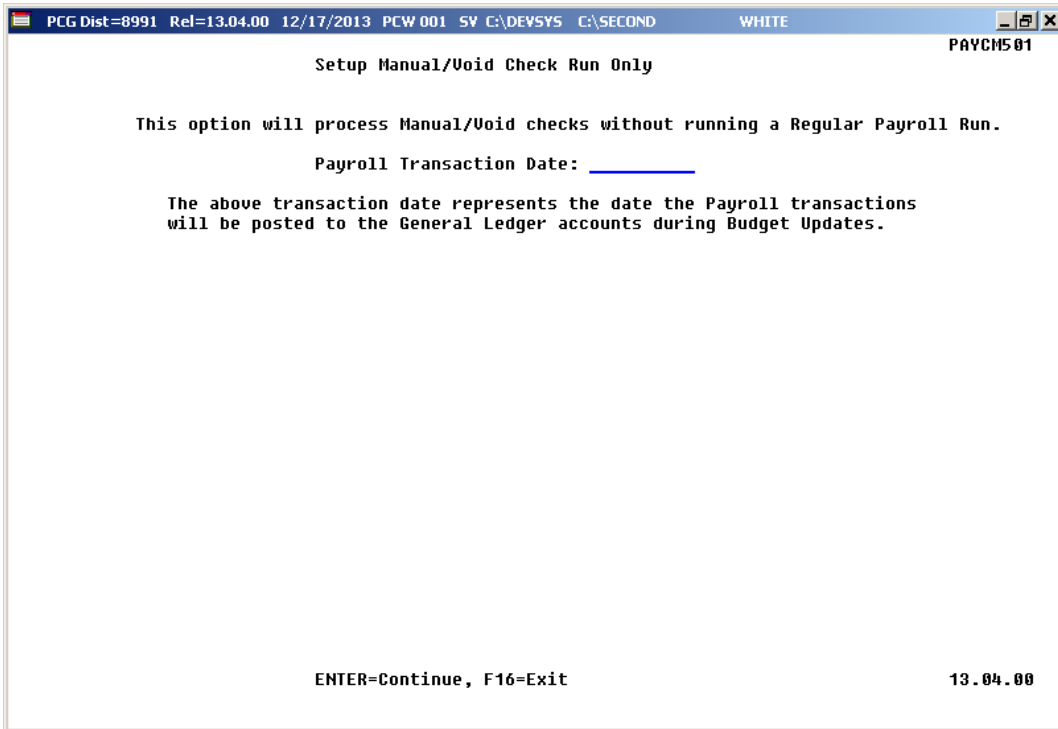 PCG Dist=8991 Rel=13.04.00 12/17/2013 PCW 001 SV C:\DEVSYS C:\SECOND WHITE
PAYCM501
Setup Manual/Void Check Run Only
This option will process Manual/Void checks without running a Regular Payroll Run.
Payroll Transaction Date:
The above transaction date represents the date the Payroll transactions
will be posted to the General Ledger accounts during Budget Updates.
ENTER=Continue, F16=Exit 13.04.00